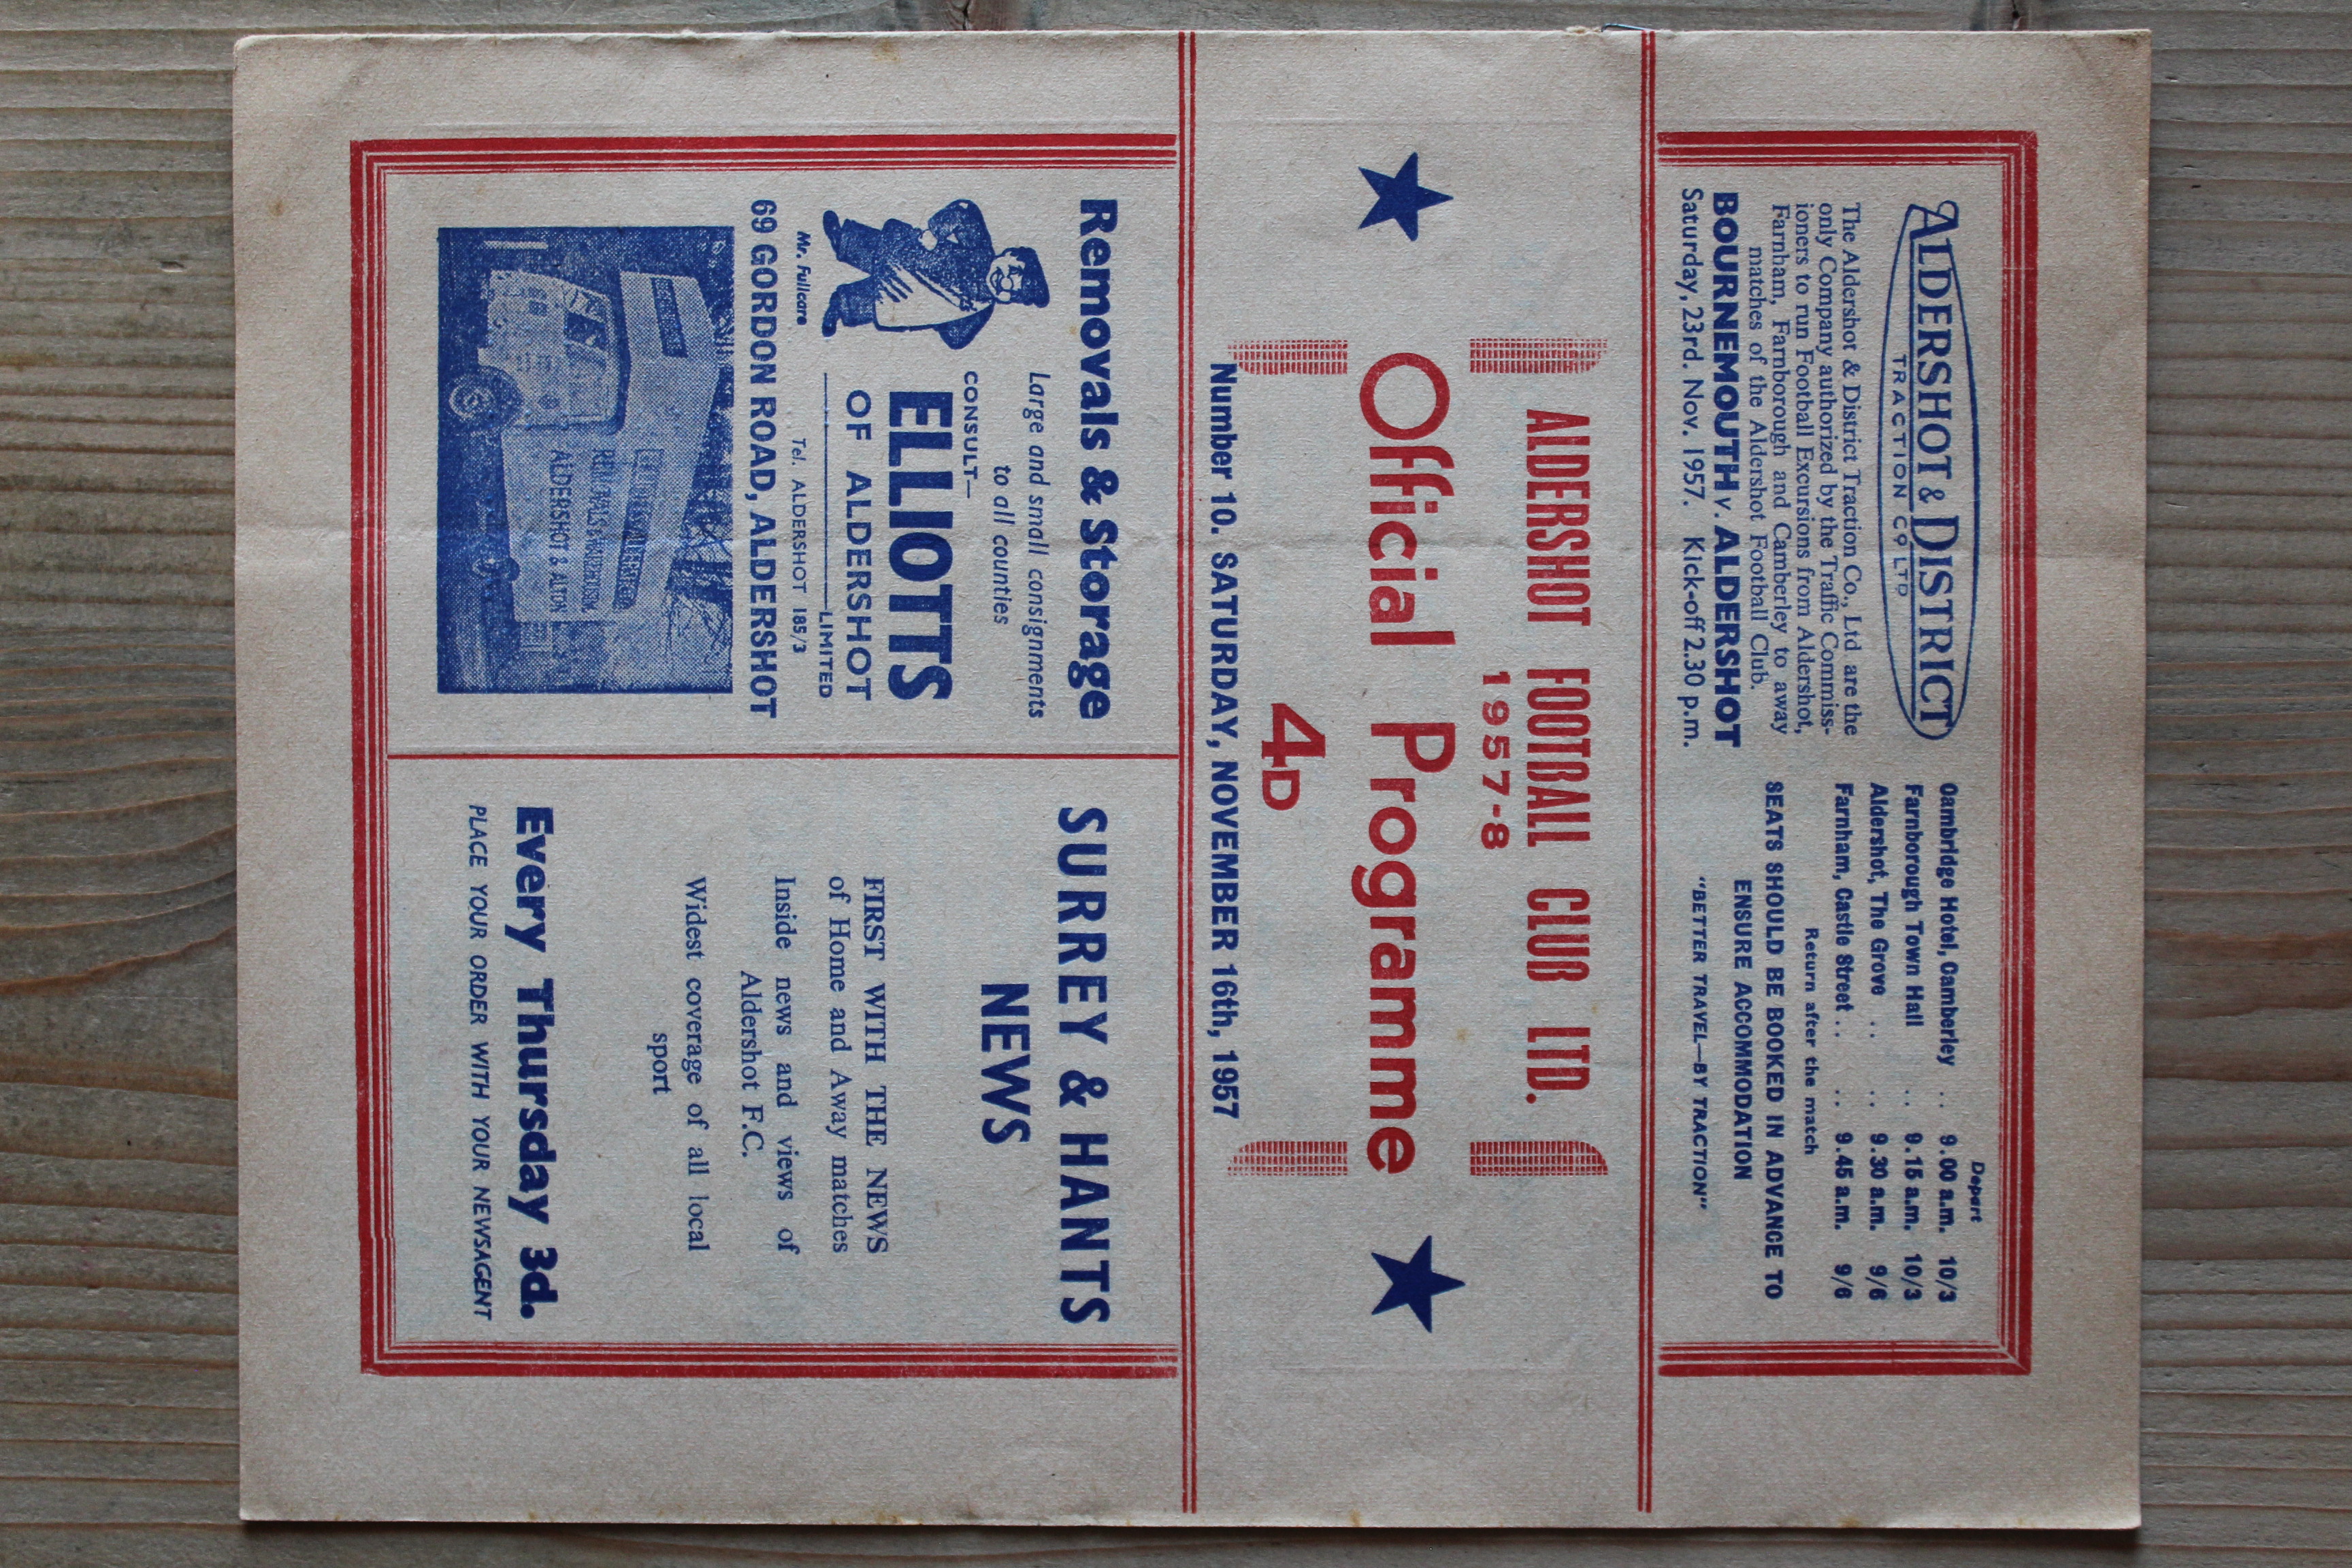 ALDERSHOT & DISTRICT
TRACTION CO LTD
The Aldershot & District Traction Co., Ltd are the
only Company authorized by the Traffic Commiss-
ioners to run Football Excursions from Aldershot,
Farnham, Farnborough and Camberley to away
matches of the Aldershot Football Club.
BOURNEMOUTH v. ALDERSHOT
Saturday, 23rd. Nov. 1957. Kick-off 2.30 p.m.
Depart
Cambridge Hotel, Camberley .. 9.00 a.m. 10/3
Farnborough Town Hall .. 9.15 a.m. 10/3
Aldershot, The Grove .. .. 9.30 a.m. 9/6
Farnham, Castle Street .. .. 9.45 a.m. 9/6
Return after the match
SEATS SHOULD BE BOOKED IN ADVANCE TO
ENSURE ACCOMMODATION
"BETTER TRAVEL—BY TRACTION"
ALDERSHOT FOOTBALL CLUB LTD.
1957-8
Official Programme
4D
Number 10. SATURDAY, NOVEMBER 16th, 1957
Removals & Storage
Large and small consignments
to all counties
CONSULT—
ELLIOTTS
OF ALDERSHOT
LIMITED
Mr. Fullcare
Tel. ALDERSHOT 185/3
69 GORDON ROAD, ALDERSHOT
ALDERSHOT & ALTON
SURREY & HANTS
NEWS
FIRST WITH THE NEWS
of Home and Away matches
Inside news and views of
Aldershot F.C.
Widest coverage of all local
sport
Every Thursday 3d.
PLACE YOUR ORDER WITH YOUR NEWSAGENT